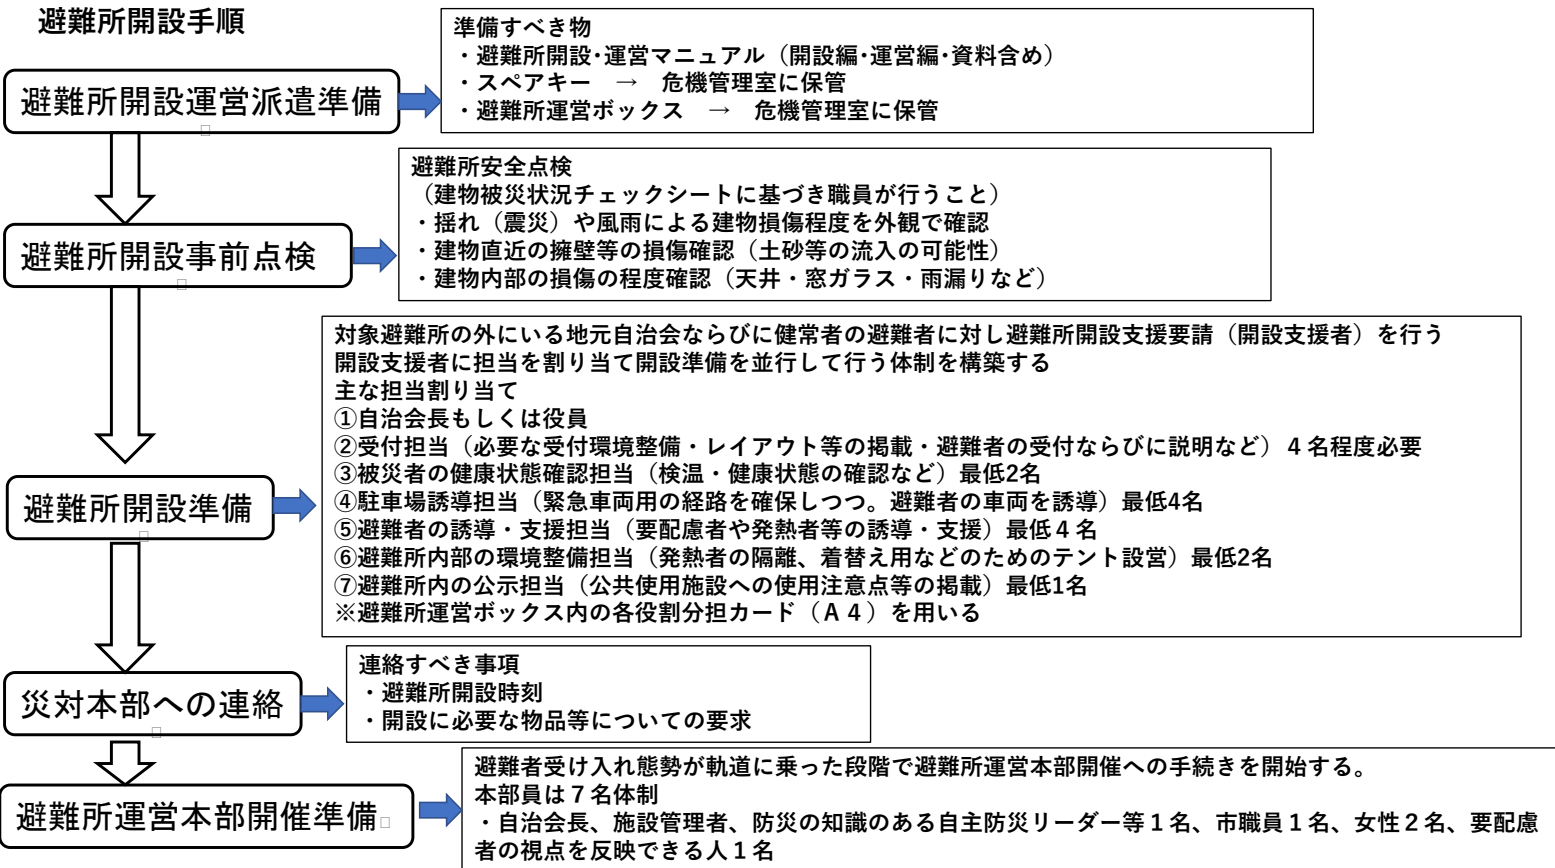 避難所開設手順
避難所開設運営派遣準備
準備すべき物
・避難所開設･運営マニュアル（開設編･運営編･資料含め）
・スペアキー　→　危機管理室に保管
・避難所運営ボックス　→　危機管理室に保管
避難所開設事前点検
避難所安全点検
（建物被災状況チェックシートに基づき職員が行うこと）
・揺れ（震災）や風雨による建物損傷程度を外観で確認
・建物直近の擁壁等の損傷確認（土砂等の流入の可能性）
・建物内部の損傷の程度確認（天井・窓ガラス・雨漏りなど）
避難所開設準備
対象避難所の外にいる地元自治会ならびに健常者の避難者に対し避難所開設支援要請（開設支援者）を行う
開設支援者に担当を割り当て開設準備を並行して行う体制を構築する
主な担当割り当て
①自治会長もしくは役員
②受付担当（必要な受付環境整備・レイアウト等の掲載・避難者の受付ならびに説明など）４名程度必要
③被災者の健康状態確認担当（検温・健康状態の確認など）最低2名
④駐車場誘導担当（緊急車両用の経路を確保しつつ。避難者の車両を誘導）最低4名
⑤避難者の誘導・支援担当（要配慮者や発熱者等の誘導・支援）最低４名
⑥避難所内部の環境整備担当（発熱者の隔離、着替え用などのためのテント設営）最低2名
⑦避難所内の公示担当（公共使用施設への使用注意点等の掲載）最低1名
※避難所運営ボックス内の各役割分担カード（Ａ４）を用いる
災対本部への連絡
連絡すべき事項
・避難所開設時刻
・開設に必要な物品等についての要求
避難所運営本部開催準備
避難者受け入れ態勢が軌道に乗った段階で避難所運営本部開催への手続きを開始する。
本部員は７名体制
・自治会長、施設管理者、防災の知識のある自主防災リーダー等１名、市職員１名、女性２名、要配慮
者の視点を反映できる人１名